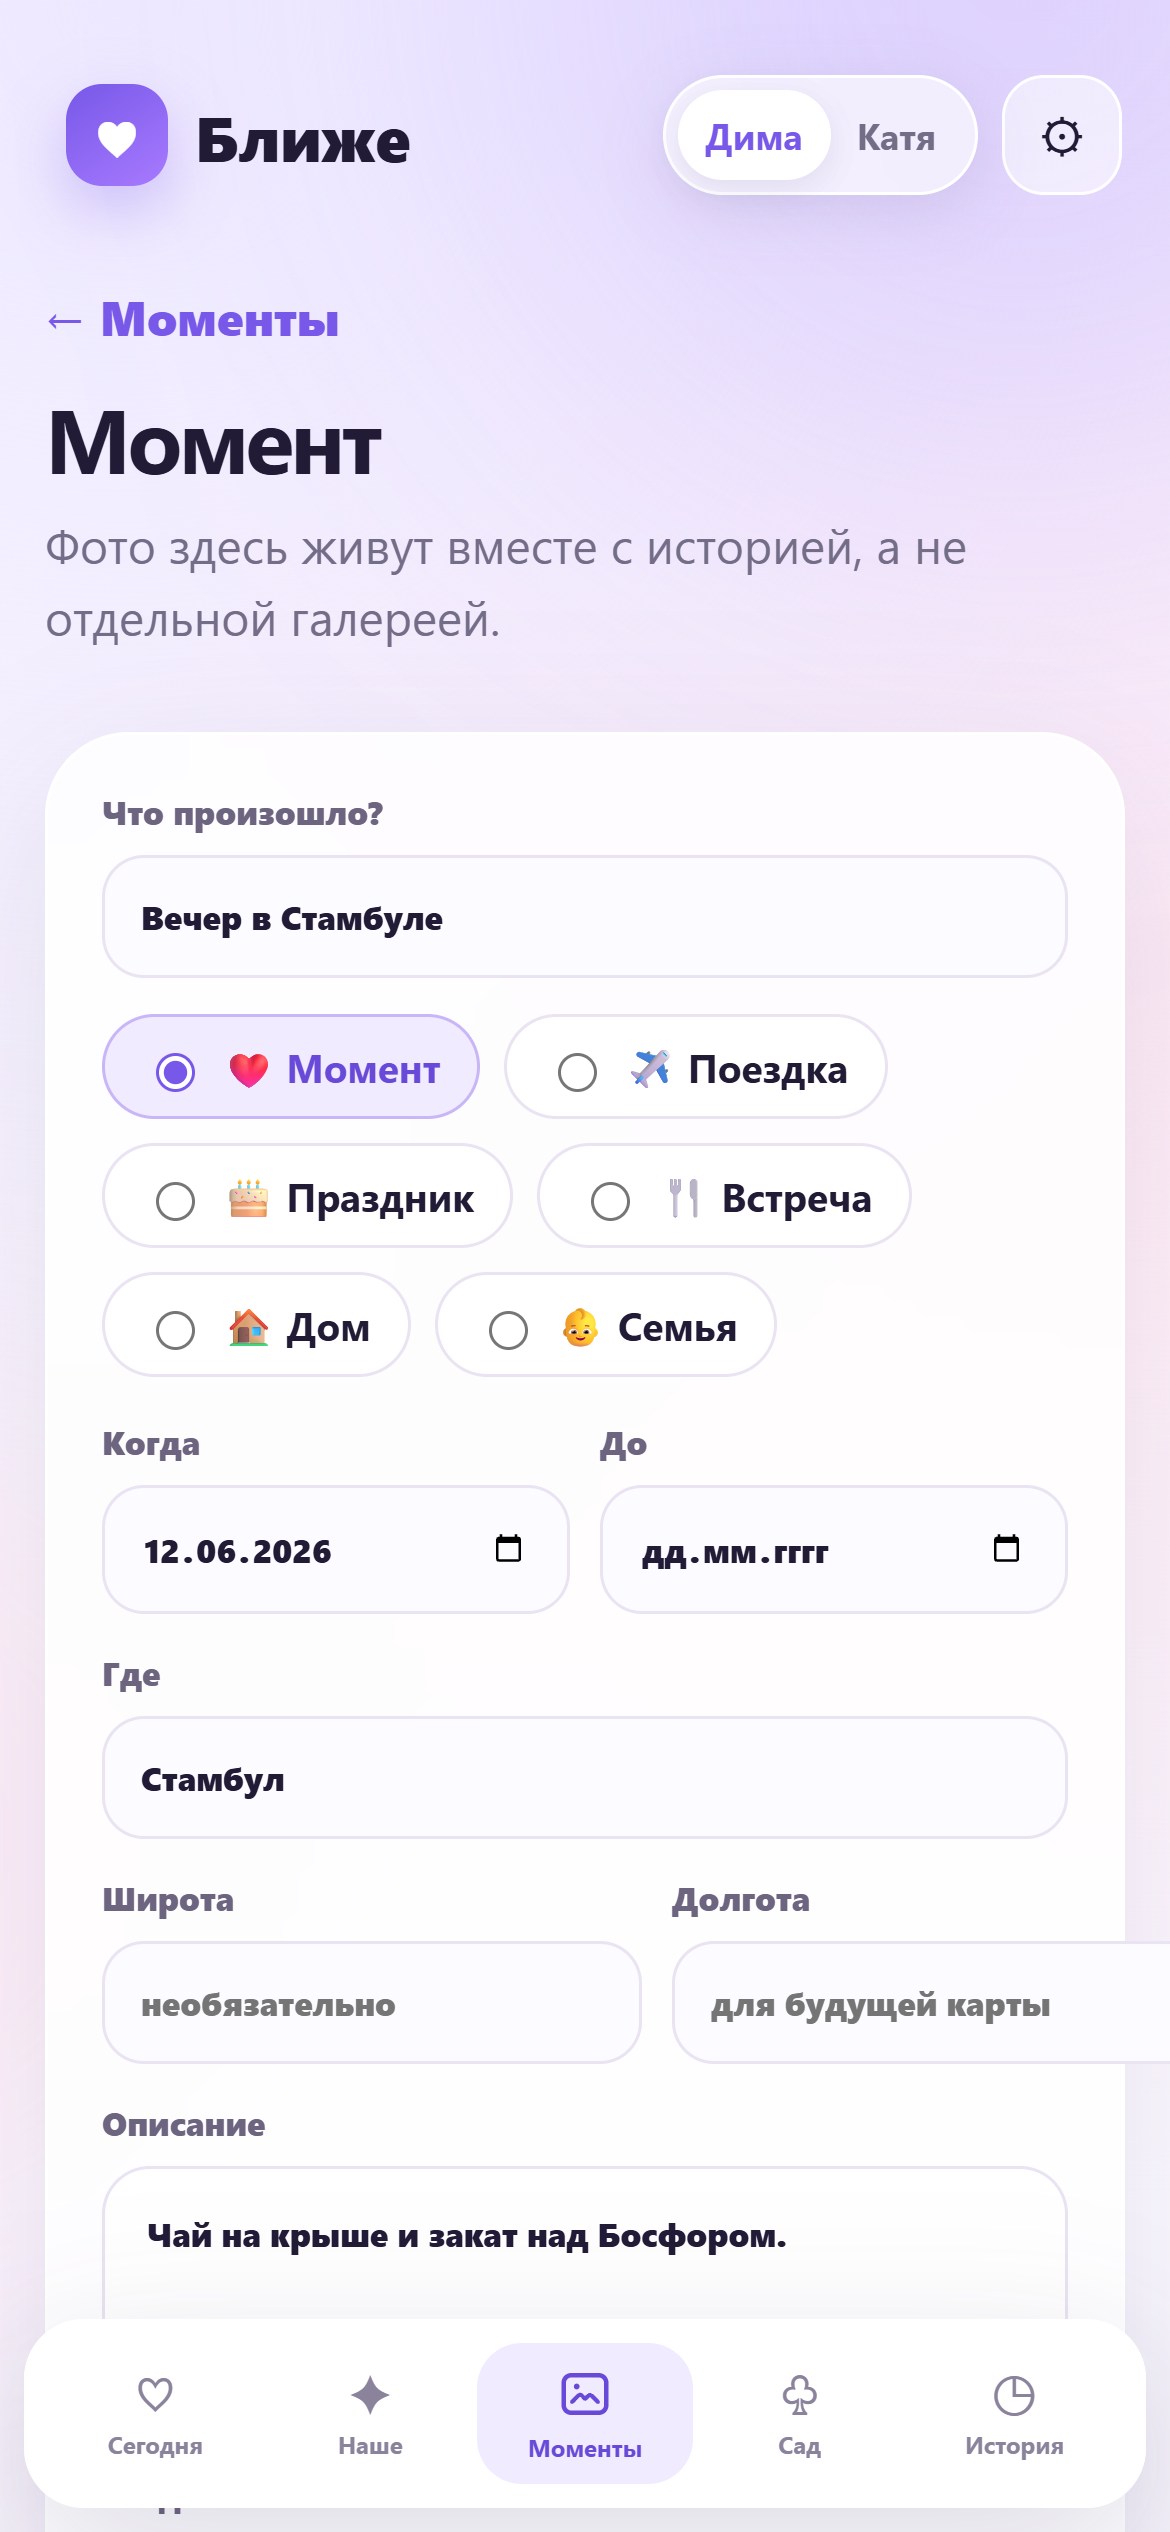 Ближе
Дима Катя
← Моменты
Момент
Фото здесь живут вместе с историей, а не
отдельной галереей.
Что произошло?
Вечер в Стамбуле
Момент Поездка
Праздник Встреча
Дом Семья
Когда До
12.06.2026 дд.мм.гггг
Где
Стамбул
Широта Долгота
необязательно для будущей карты
Описание
Чай на крыше и закат над Босфором.
Сегодня Наше Моменты Сад История